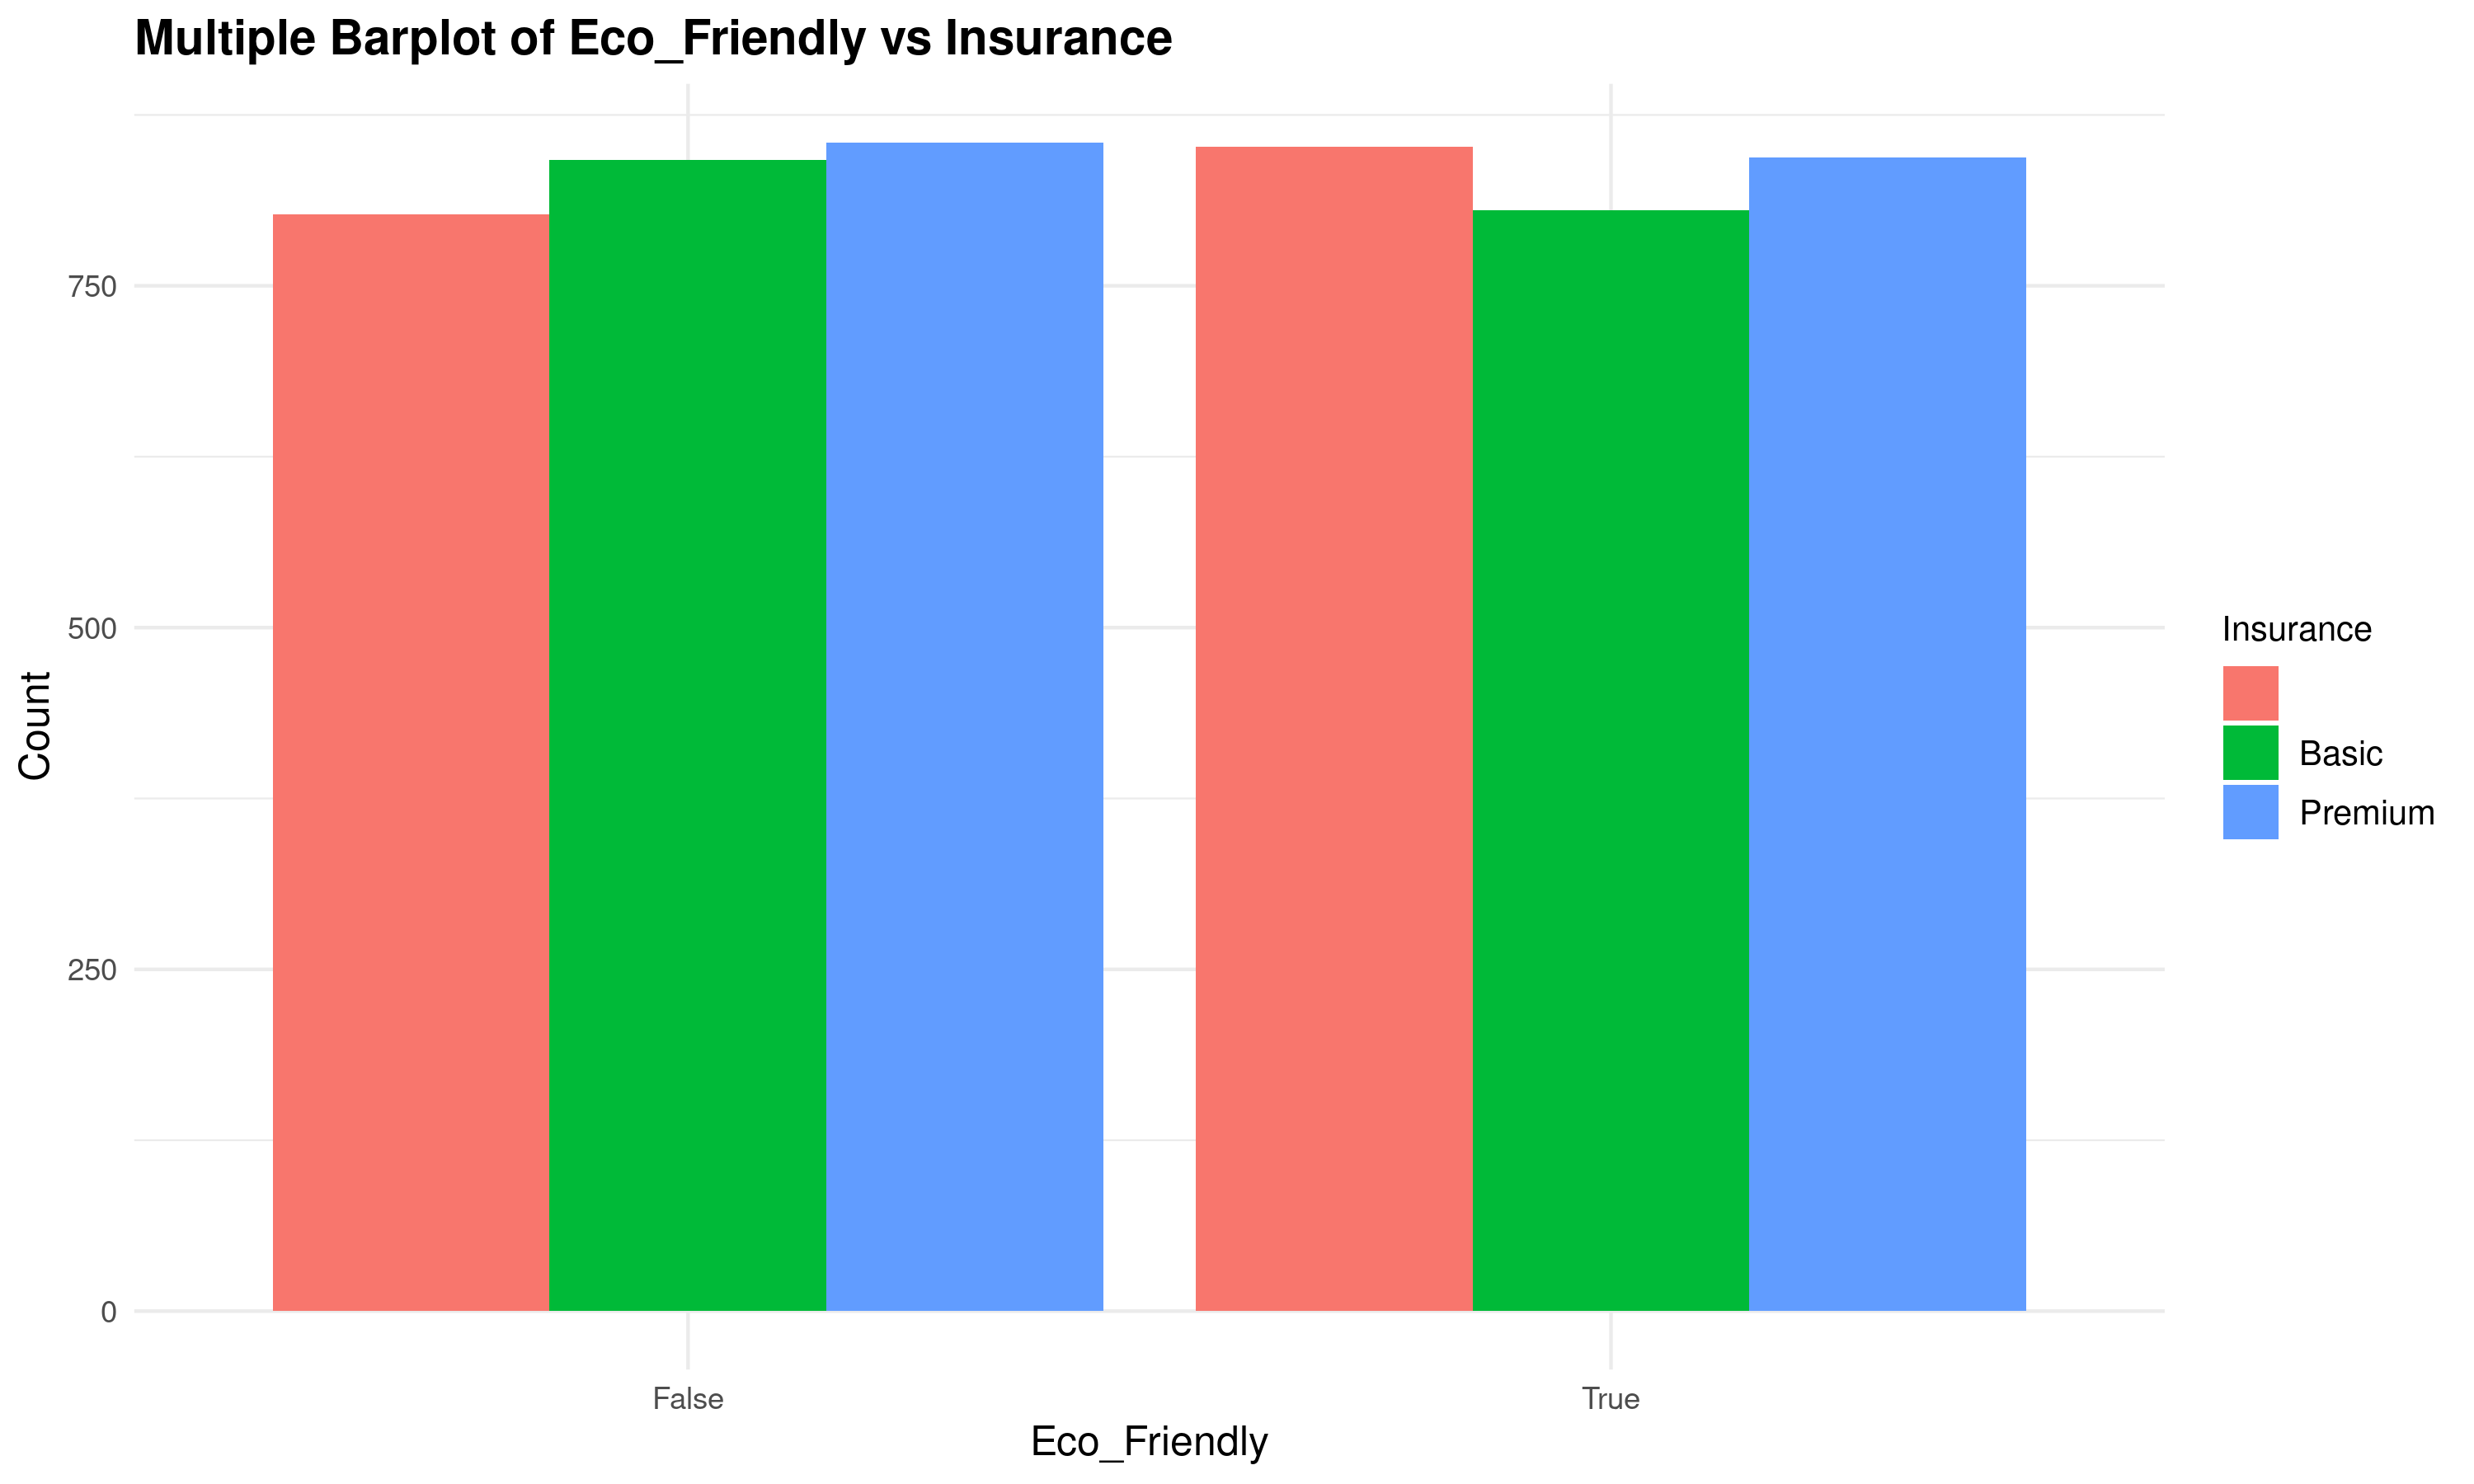 Multiple Barplot of Eco_Friendly vs Insurance
Count
750
500
250
0
False
True
Eco_Friendly
Insurance
Basic
Premium